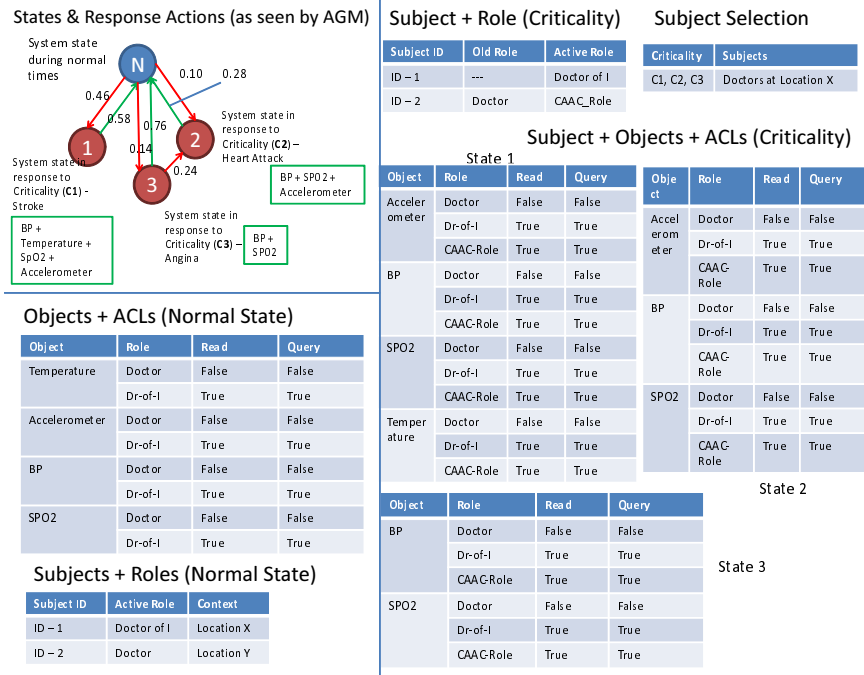 States & Response Actions (as seen by AGM)
System state
during normal
times
N
0.10
0.28
0.46
0.58
0.76
0.14
0.24
1
2
3
System state in
response to
Criticality (C2) –
Heart Attack
System state in
response to
Criticality (C1) -
Stroke
BP + SPO2 +
Accelerometer
System state in
response to
Criticality (C3) –
Angina
BP +
SPO2
BP +
Temperature +
SpO2 +
Accelerometer
Objects + ACLs (Normal State)
Object Role Read Query
Temperature Doctor False False
Dr-of-I True True
Accelerometer Doctor False False
Dr-of-I True True
BP Doctor False False
Dr-of-I True True
SPO2 Doctor False False
Dr-of-I True True
Subjects + Roles (Normal State)
Subject ID Active Role Context
ID – 1 Doctor of I Location X
ID – 2 Doctor Location Y
Subject + Role (Criticality)
Subject ID Old Role Active Role
ID – 1 --- Doctor of I
ID – 2 Doctor CAAC_Role
Subject Selection
Criticality Subjects
C1, C2, C3 Doctors at Location X
Subject + Objects + ACLs (Criticality)
State 1
Object Role Read Query
Acceler Doctor False False
ometer Dr-of-I True True
CAAC-Role True True
BP Doctor False False
Dr-of-I True True
CAAC-Role True True
SPO2 Doctor False False
Dr-of-I True True
CAAC-Role True True
Temper Doctor False False
ature Dr-of-I True True
CAAC-Role True True
Obje Role Read Query
ct
Accel Doctor False False
erom Dr-of-I True True
eter CAAC- True True
Role
BP Doctor False False
Dr-of-I True True
CAAC- True True
Role
SPO2 Doctor False False
Dr-of-I True True
CAAC- True True
Role
State 2
Object Role Read Query
BP Doctor False False
Dr-of-I True True
CAAC-Role True True
SPO2 Doctor False False
Dr-of-I True True
CAAC-Role True True
State 3